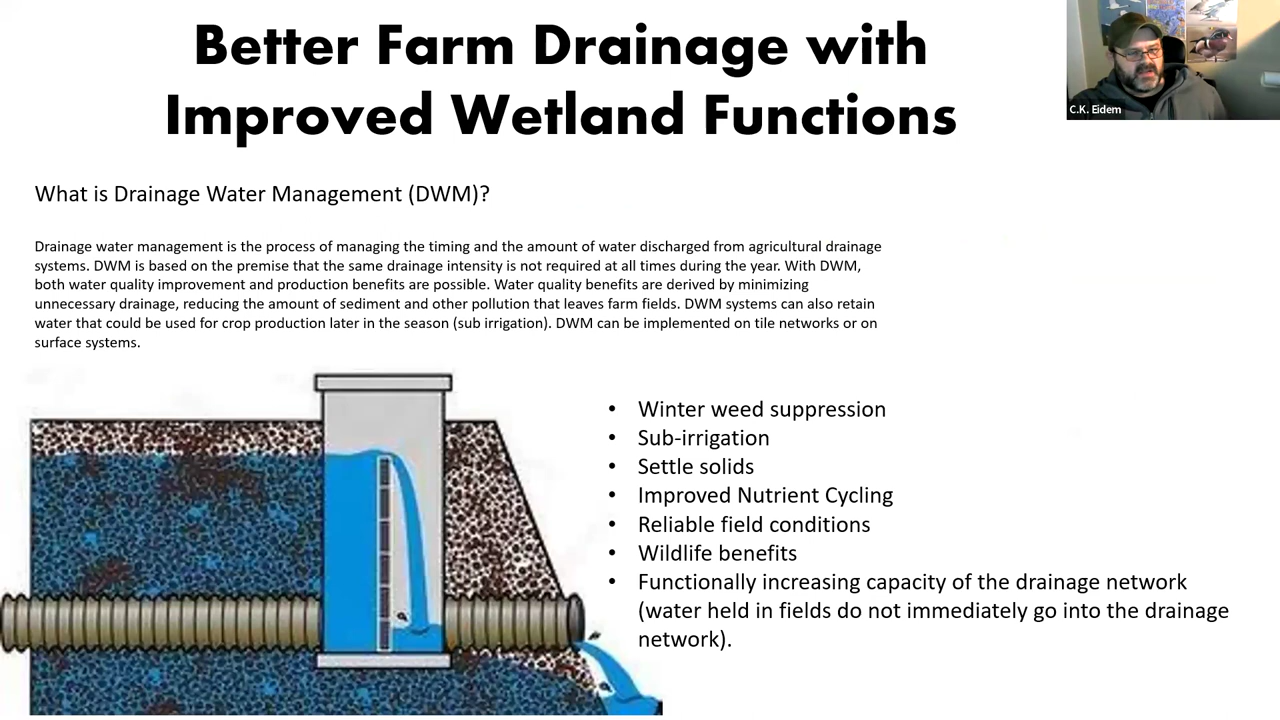 Better Farm Drainage with
Improved Wetland Functions
C.K. Eidem
What is Drainage Water Management (DWM)?
Drainage water management is the process of managing the timing and the amount of water discharged from agricultural drainage
systems. DWM is based on the premise that the same drainage intensity is not required at all times during the year. With DWM,
both water quality improvement and production benefits are possible. Water quality benefits are derived by minimizing
unnecessary drainage, reducing the amount of sediment and other pollution that leaves farm fields. DWM systems can also retain
water that could be used for crop production later in the season (sub irrigation). DWM can be implemented on tile networks or on
surface systems.
• Winter weed suppression
• Sub-irrigation
• Settle solids
• Improved Nutrient Cycling
• Reliable field conditions
• Wildlife benefits
• Functionally increasing capacity of the drainage network
(water held in fields do not immediately go into the drainage
network).